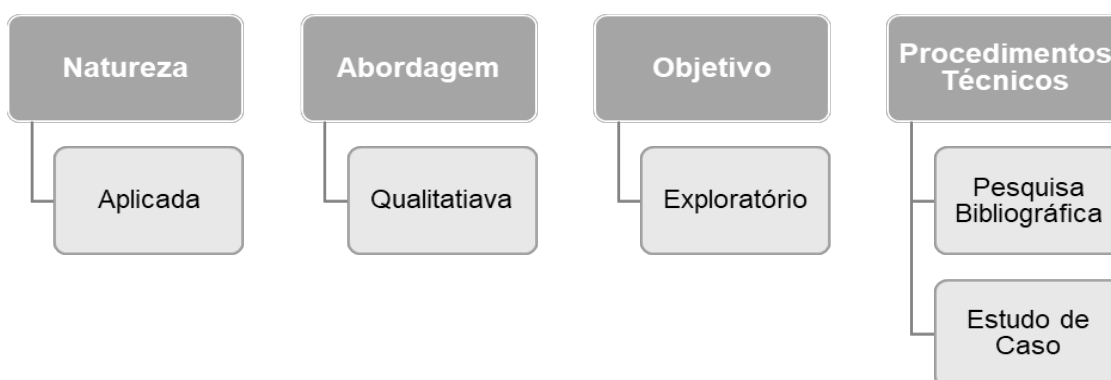 Natureza
Aplicada
Abordagem
Qualitatiava
Objetivo
Exploratório
Procedimentos
Técnicos
Pesquisa
Bibliográfica
Estudo de
Caso